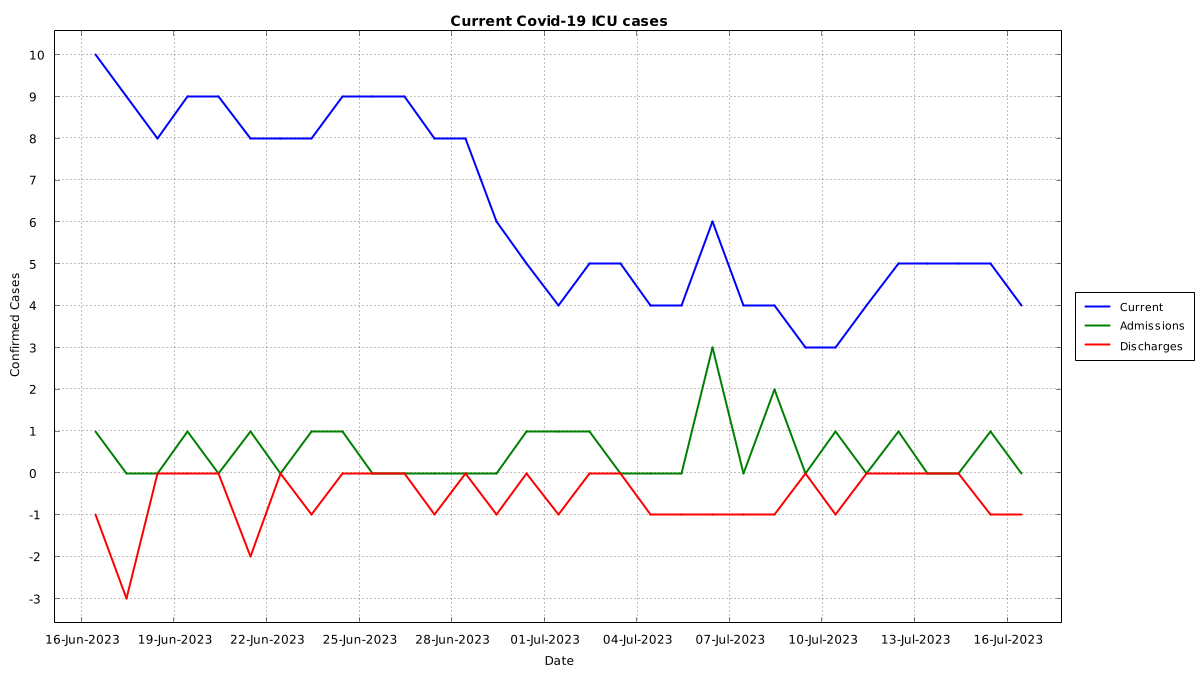 Current Covid-19 ICU cases
10
9
8
7
6
5
4
3
2
1
0
-1
-2
-3
Confirmed Cases
16-Jun-2023 19-Jun-2023 22-Jun-2023 25-Jun-2023 28-Jun-2023 01-Jul-2023 04-Jul-2023 07-Jul-2023 10-Jul-2023 13-Jul-2023 16-Jul-2023
Date
Current
Admissions
Discharges